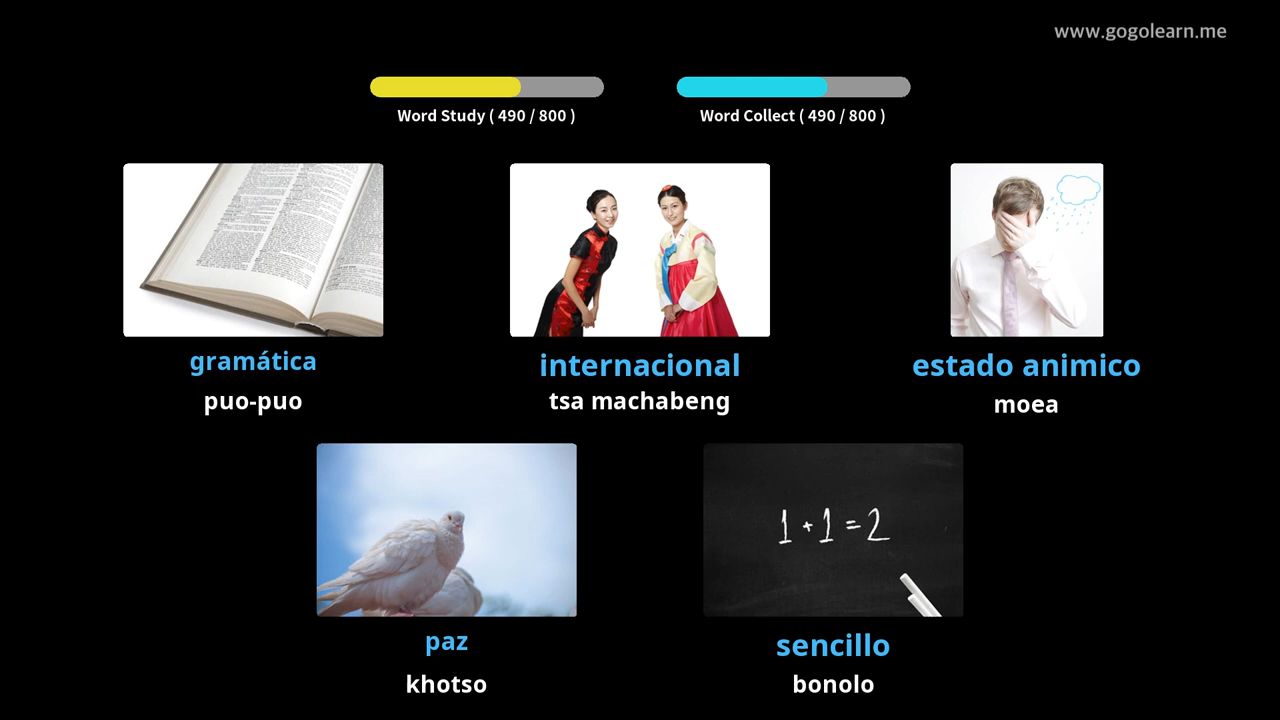 www.gogolearn.me
Word Study ( 490 / 800 )
Word Collect ( 490 / 800 )
gramática
puo-puo
internacional
tsa machabeng
estado animico
moea
1 + 1 = 2
paz
khotso
sencillo
bonolo